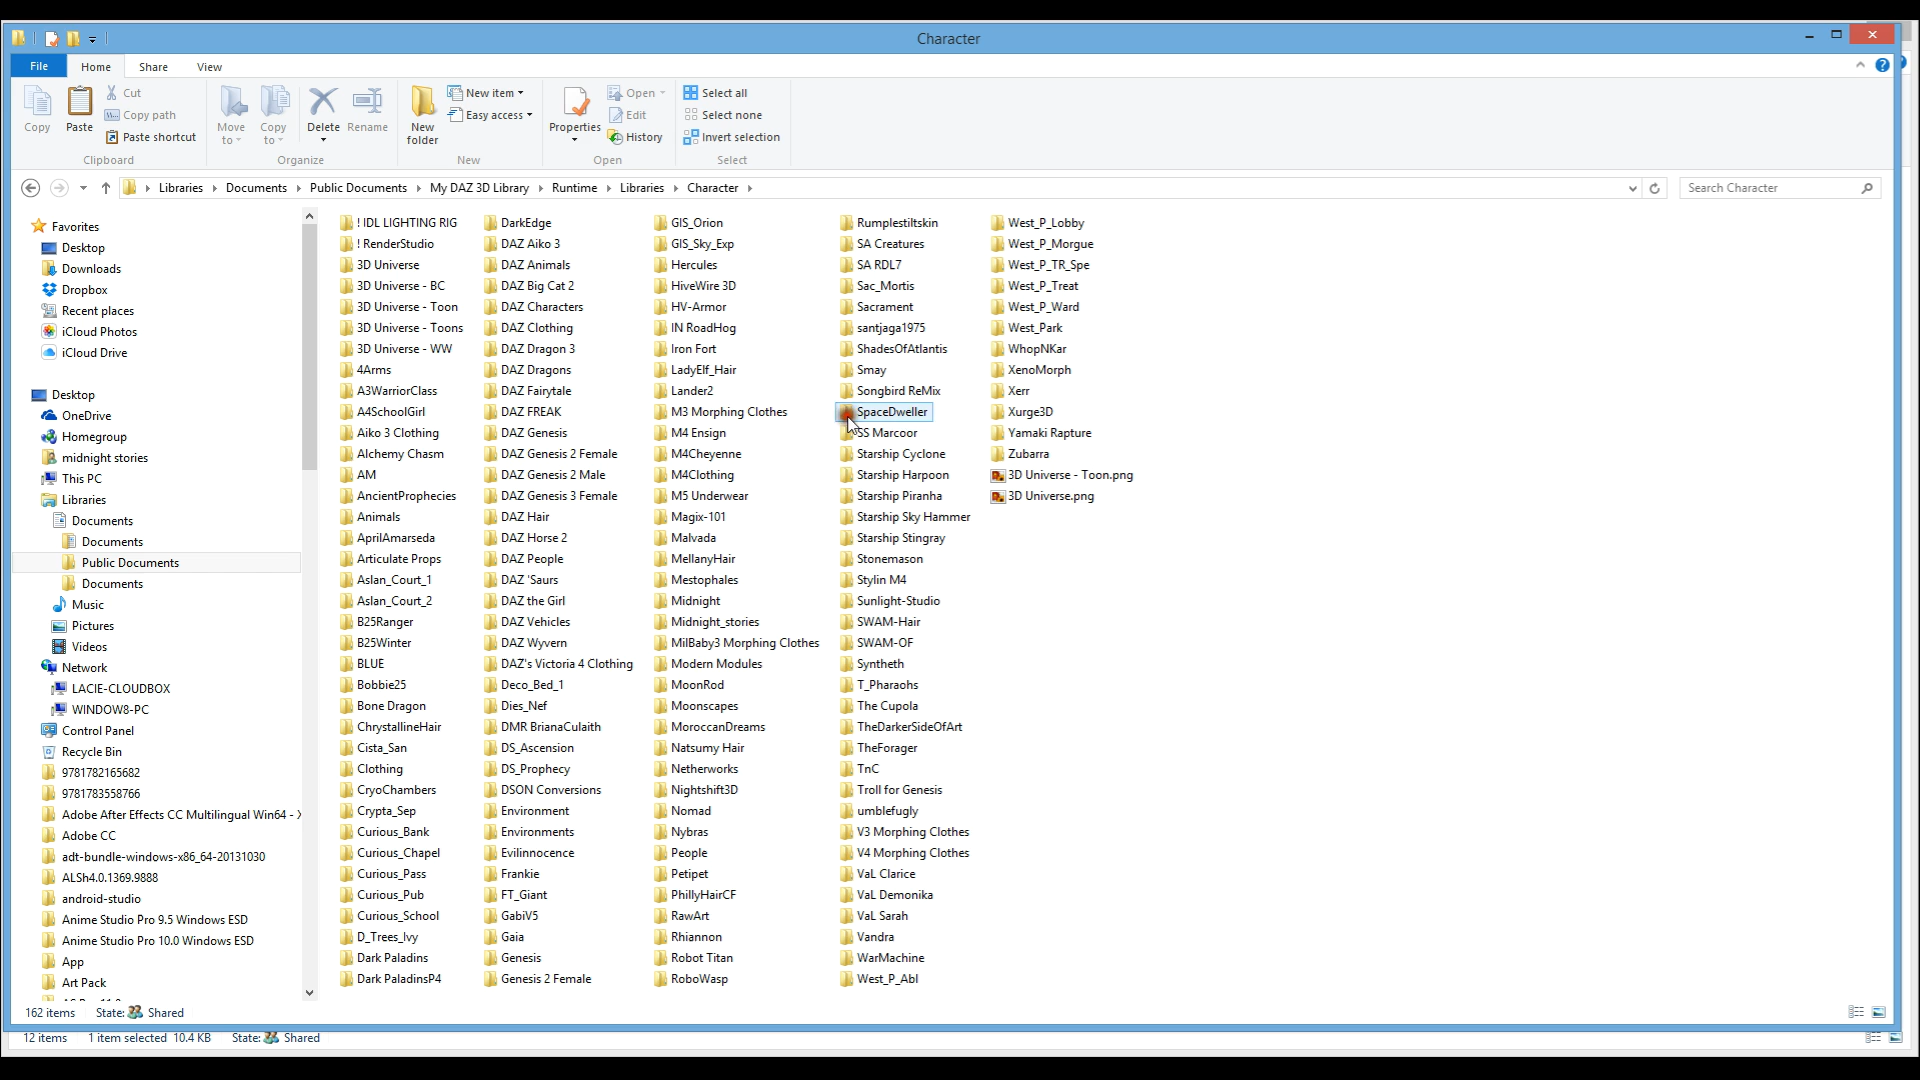 Character
File Home Share View
Copy
Paste
Cut
Copy path
Paste shortcut
Clipboard
Move to
Copy to
Delete
Rename
Organize
New folder
New item
Easy access
New
Properties
Open
Edit
History
Open
Select all
Select none
Invert selection
Select
Libraries Documents Public Documents My DAZ 3D Library Runtime Libraries Character
Search Character
Favorites
Desktop
Downloads
Dropbox
Recent places
iCloud Photos
iCloud Drive
Desktop
OneDrive
Homegroup
midnight stories
This PC
Libraries
Documents
Documents
Public Documents
Documents
Music
Pictures
Videos
Network
LACIE-CLOUDBOX
WINDOW8-PC
Control Panel
Recycle Bin
9781782165682
9781783558766
Adobe After Effects CC Multilingual Win64 - X
Adobe CC
adt-bundle-windows-x86_64-20131030
ALSh4.0.1369.9888
android-studio
Anime Studio Pro 9.5 Windows ESD
Anime Studio Pro 10.0 Windows ESD
App
Art Pack
! IDL LIGHTING RIG
! RenderStudio
3D Universe
3D Universe - BC
3D Universe - Toon
3D Universe - Toons
3D Universe - WW
4Arms
A3WarriorClass
A4SchoolGirl
Aiko 3 Clothing
Alchemy Chasm
AM
AncientProphecies
Animals
AprilAmarseda
Articulate Props
Aslan_Court_1
Aslan_Court_2
B25Ranger
B25Winter
BLUE
Bobbie25
Bone Dragon
ChrystallineHair
Cista_San
Clothing
CryoChambers
Crypta_Sep
Curious_Bank
Curious_Chapel
Curious_Pass
Curious_Pub
Curious_School
D_Trees_Ivy
Dark Paladins
Dark PaladinsP4
DarkEdge
DAZ Aiko 3
DAZ Animals
DAZ Big Cat 2
DAZ Characters
DAZ Clothing
DAZ Dragon 3
DAZ Dragons
DAZ Fairytale
DAZ FREAK
DAZ Genesis
DAZ Genesis 2 Female
DAZ Genesis 2 Male
DAZ Genesis 3 Female
DAZ Hair
DAZ Horse 2
DAZ People
DAZ 'Saurs
DAZ the Girl
DAZ Vehicles
DAZ Wyvern
DAZ's Victoria 4 Clothing
Deco_Bed_1
Dies_Nef
DMR BrianaCulaith
DS_Ascension
DS_Prophecy
DSON Conversions
Environment
Environments
Evilinnocence
Frankie
FT_Giant
GabiV5
Gaia
Genesis
Genesis 2 Female
GIS_Orion
GIS_Sky_Exp
Hercules
HiveWire 3D
HV-Armor
IN RoadHog
Iron Fort
LadyElf_Hair
Lander2
M3 Morphing Clothes
M4 Ensign
M4Cheyenne
M4Clothing
M5 Underwear
Magix-101
Malvada
MellanyHair
Mestophales
Midnight
Midnight_stories
MilBaby3 Morphing Clothes
Modern Modules
MoonRod
Moonscapes
MoroccanDreams
Natsumy Hair
Netherworks
Nightshift3D
Nomad
Nybras
People
Petipet
PhillyHairCF
RawArt
Rhiannon
Robot Titan
RoboWasp
Rumplestiltskin
SA Creatures
SA RDL7
Sac_Mortis
Sacrament
santjaga1975
ShadesOfAtlantis
Smay
Songbird ReMix
SpaceDweller
SS Marcoor
Starship Cyclone
Starship Harpoon
Starship Piranha
Starship Sky Hammer
Starship Stingray
Stonemason
Stylin M4
Sunlight-Studio
SWAM-Hair
SWAM-OF
Syntheth
T_Pharaohs
The Cupola
TheDarkerSideOfArt
TheForager
TnC
Troll for Genesis
umblefugly
V3 Morphing Clothes
V4 Morphing Clothes
VaL Clarice
VaL Demonika
VaL Sarah
Vandra
WarMachine
West_P_Abl
West_P_Lobby
West_P_Morgue
West_P_TR_Spe
West_P_Treat
West_P_Ward
West_Park
WhopNKar
XenoMorph
Xerr
Xurge3D
Yamaki Rapture
Zubarra
3D Universe - Toon.png
3D Universe.png
162 items State: Shared
12 items 1 item selected 10.4 KB State: Shared